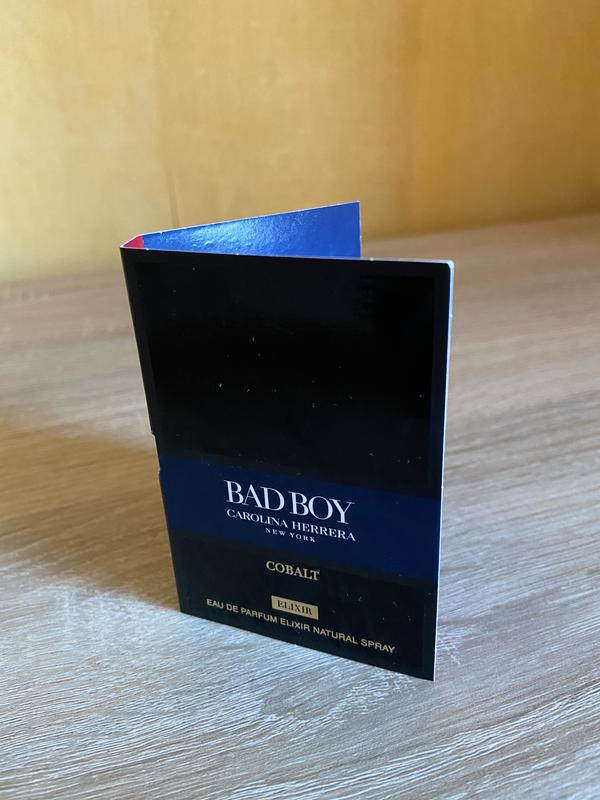 BAD BOY
CAROLINA HERRERA
NEW YORK
COBALT
ELIXIR
EAU DE PARFUM ELIXIR NATURAL SPRAY